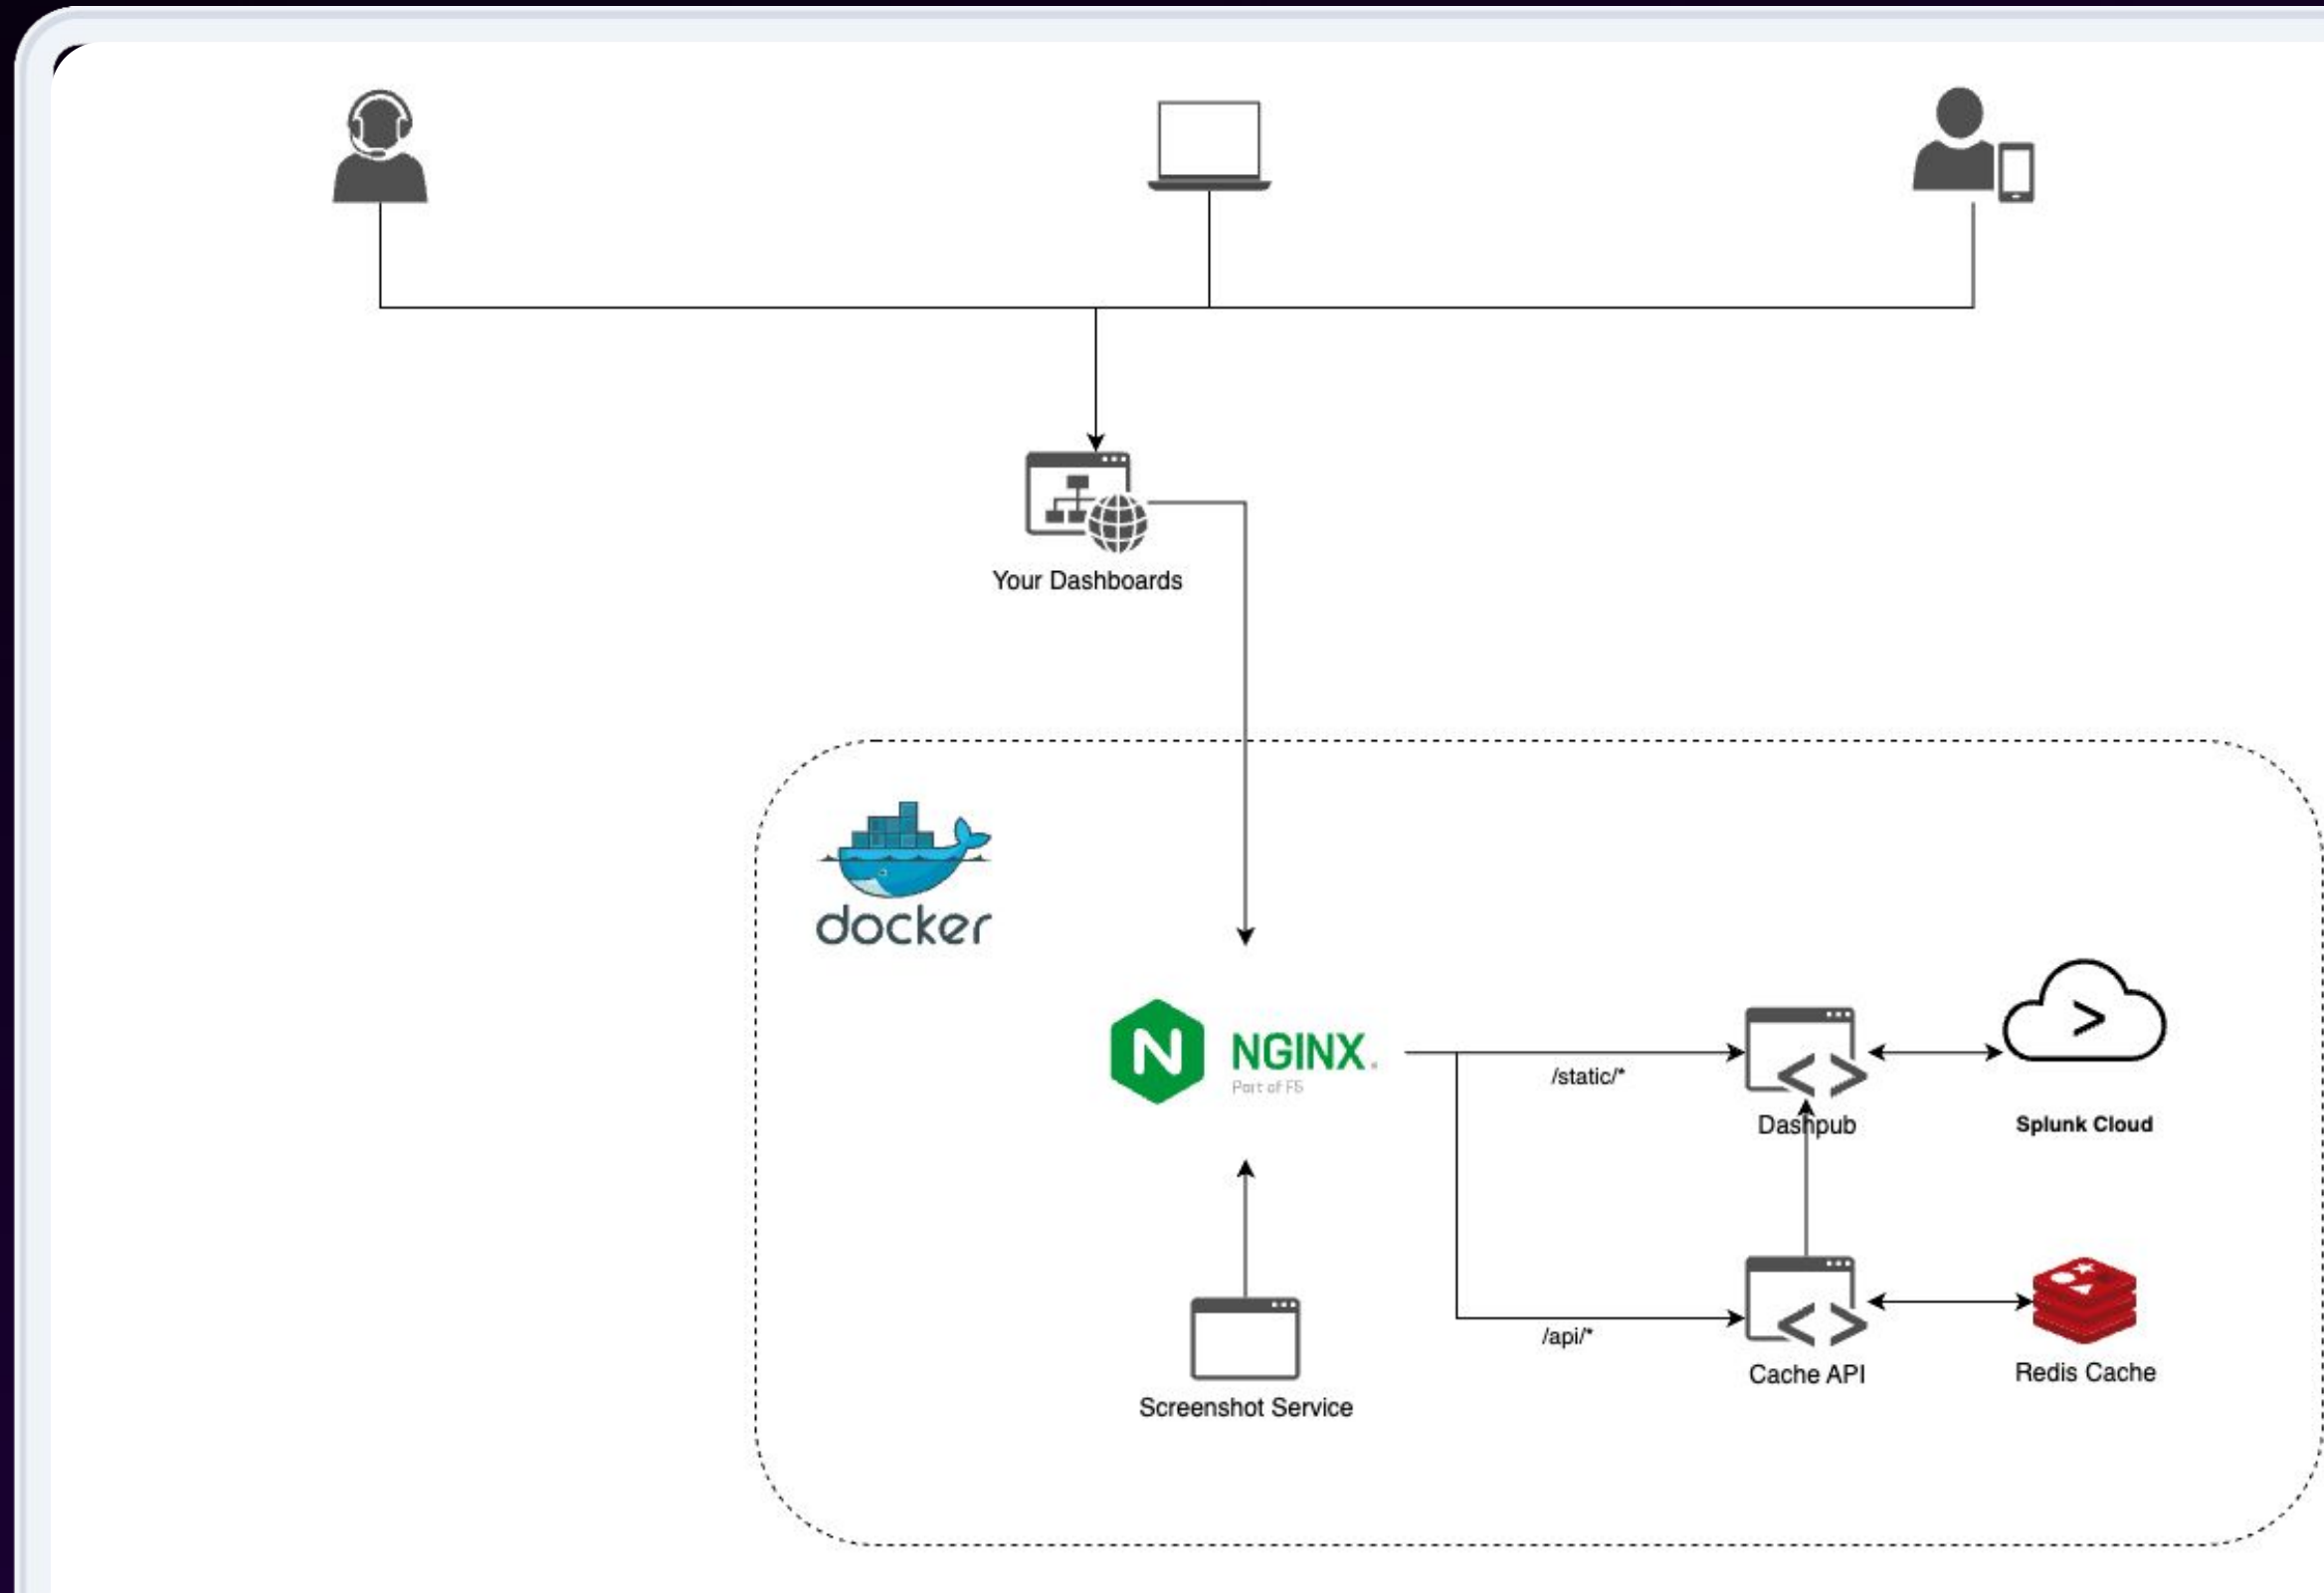 Your Dashboards
docker
N
NGINX.
Part of F5
/static/*
>
< >
Dashpub
Splunk Cloud
/api/*
< >
Cache API
Redis Cache
Screenshot Service